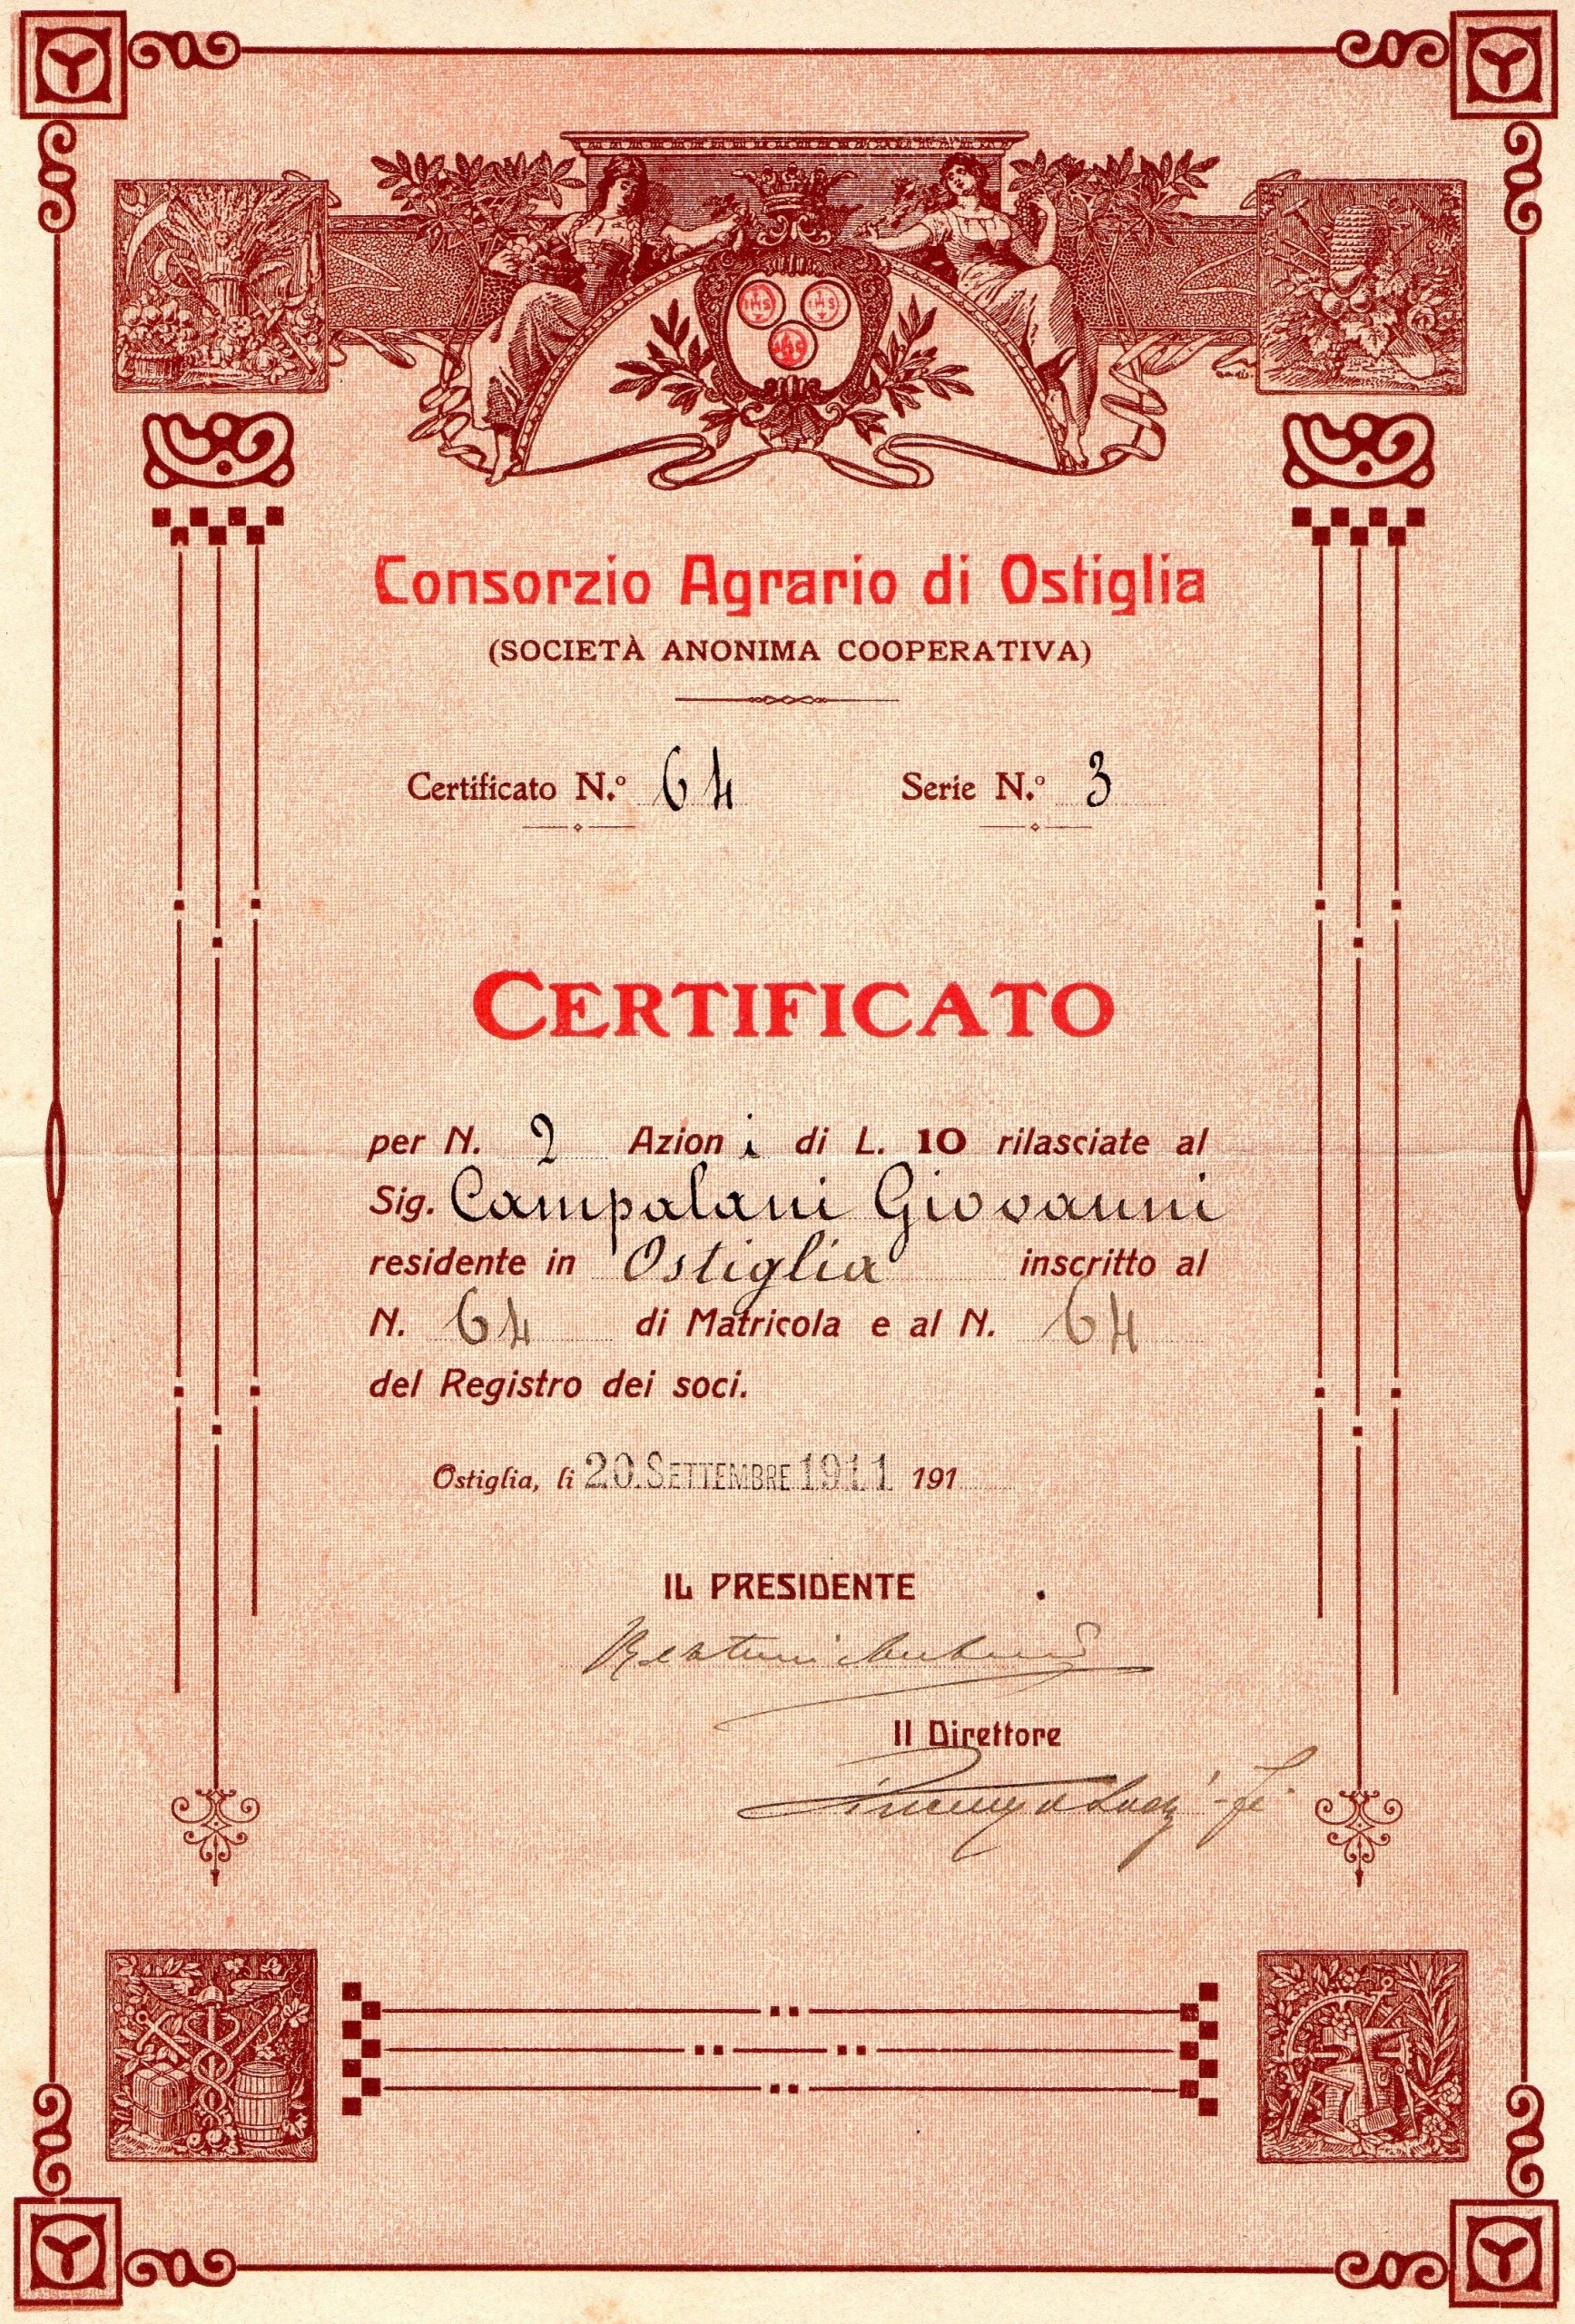 IHS IHS
Consorzio Agrario di Ostiglia
(SOCIETÀ ANONIMA COOPERATIVA)
Certificato N.º 64 Serie N.º 3
CERTIFICATO
per N. 2 Azioni di L. 10 rilasciate al
Sig. Campalani Giovanni
residente in Ostiglia inscritto al
N. 64 di Matricola e al N. 64
del Registro dei soci.
Ostiglia, li 20 SETTEMBRE 1911 191
IL PRESIDENTE
Il Direttore